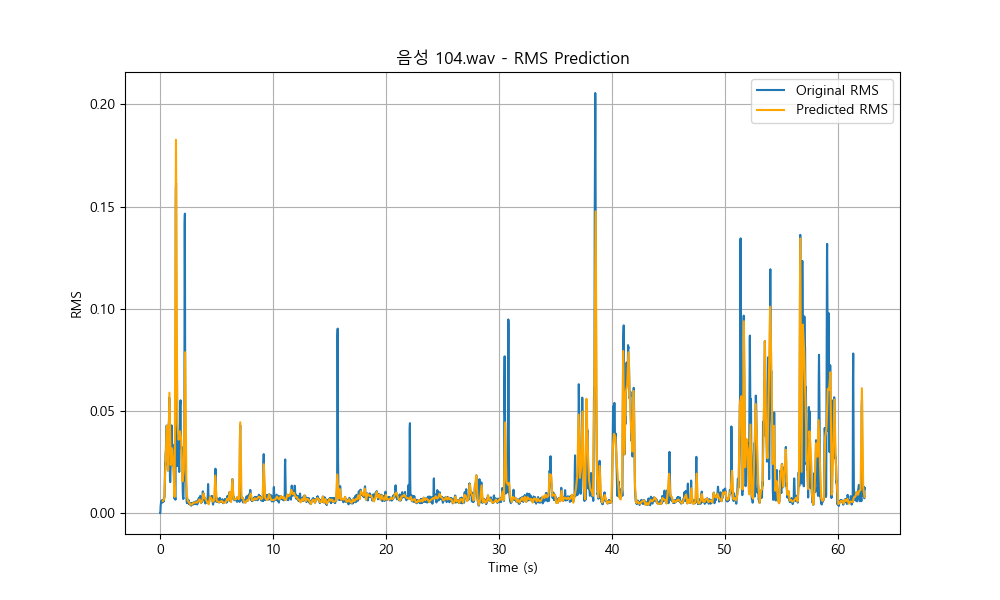 음성 104.wav - RMS Prediction
Original RMS
Predicted RMS
RMS
0.20
0.15
0.10
0.05
0.00
0 10 20 30 40 50 60
Time (s)